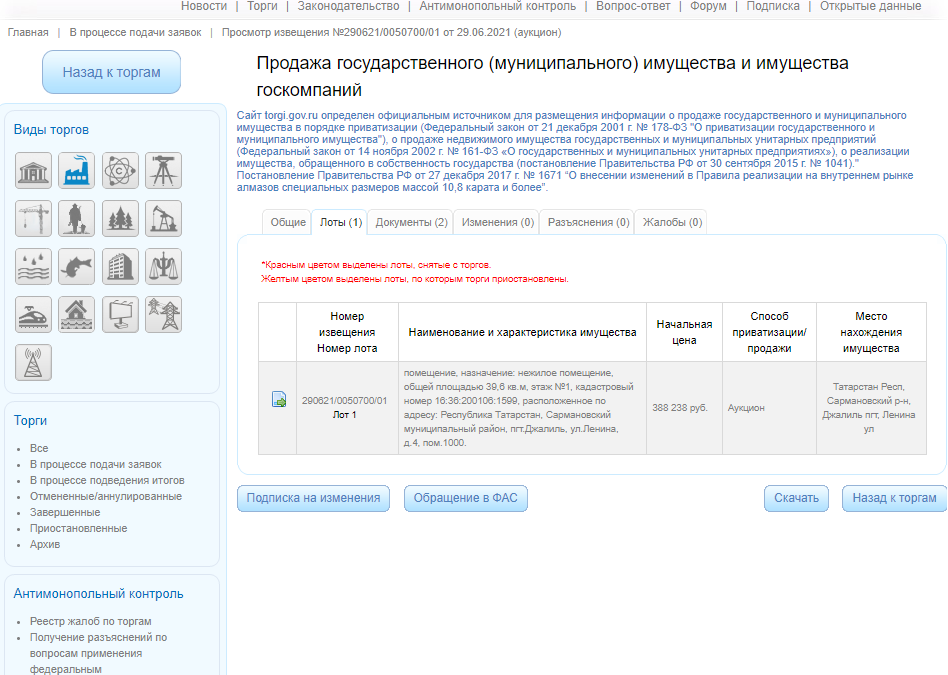 Новости | Торги | Законодательство | Антимонопольный контроль | Вопрос-ответ | Форум | Подписка | Открытые данные
Главная | В процессе подачи заявок | Просмотр извещения №290621/0050700/01 от 29.06.2021 (аукцион)
Назад к торгам
Виды торгов
Торги
Все
В процессе подачи заявок
В процессе подведения итогов
Отмененные/аннулированные
Завершенные
Приостановленные
Архив
Антимонопольный контроль
Реестр жалоб по торгам
Получение разъяснений по
вопросам применения
федеральным
Продажа государственного (муниципального) имущества и имущества
госкомпаний
Сайт torgi.gov.ru определен официальным источником для размещения информации о продаже государственного и муниципального
имущества в порядке приватизации (Федеральный закон от 21 декабря 2001 г. № 178-ФЗ "О приватизации государственного и
муниципального имущества"), о продаже недвижимого имущества государственных и муниципальных унитарных предприятий
(Федеральный закон от 14 ноября 2002 г. № 161-ФЗ «О государственных и муниципальных унитарных предприятиях»), о реализации
имущества, обращенного в собственность государства (постановление Правительства РФ от 30 сентября 2015 г. № 1041)."
Постановление Правительства РФ от 27 декабря 2017 г. № 1671 “О внесении изменений в Правила реализации на внутреннем рынке
алмазов специальных размеров массой 10,8 карата и более”.
Общие
Лоты (1)
Документы (2)
Изменения (0)
Разъяснения (0)
Жалобы (0)
*Красным цветом выделены лоты, снятые с торгов.
Желтым цветом выделены лоты, по которым торги приостановлены.
Номер
извещения
Номер лота
Наименование и характеристика имущества
Начальная
цена
Способ
приватизации/
продажи
Место
нахождения
имущества
290621/0050700/01
Лот 1
помещение, назначение: нежилое помещение,
общей площадью 39,6 кв.м, этаж №1, кадастровый
номер 16:36:200106:1599, расположенное по
адресу: Республика Татарстан, Сармановский
муниципальный район, пгт.Джалиль, ул.Ленина,
д.4, пом.1000.
388 238 руб.
Аукцион
Татарстан Респ,
Сармановский р-н,
Джалиль пгт, Ленина
ул
Подписка на изменения
Обращение в ФАС
Скачать
Назад к торгам